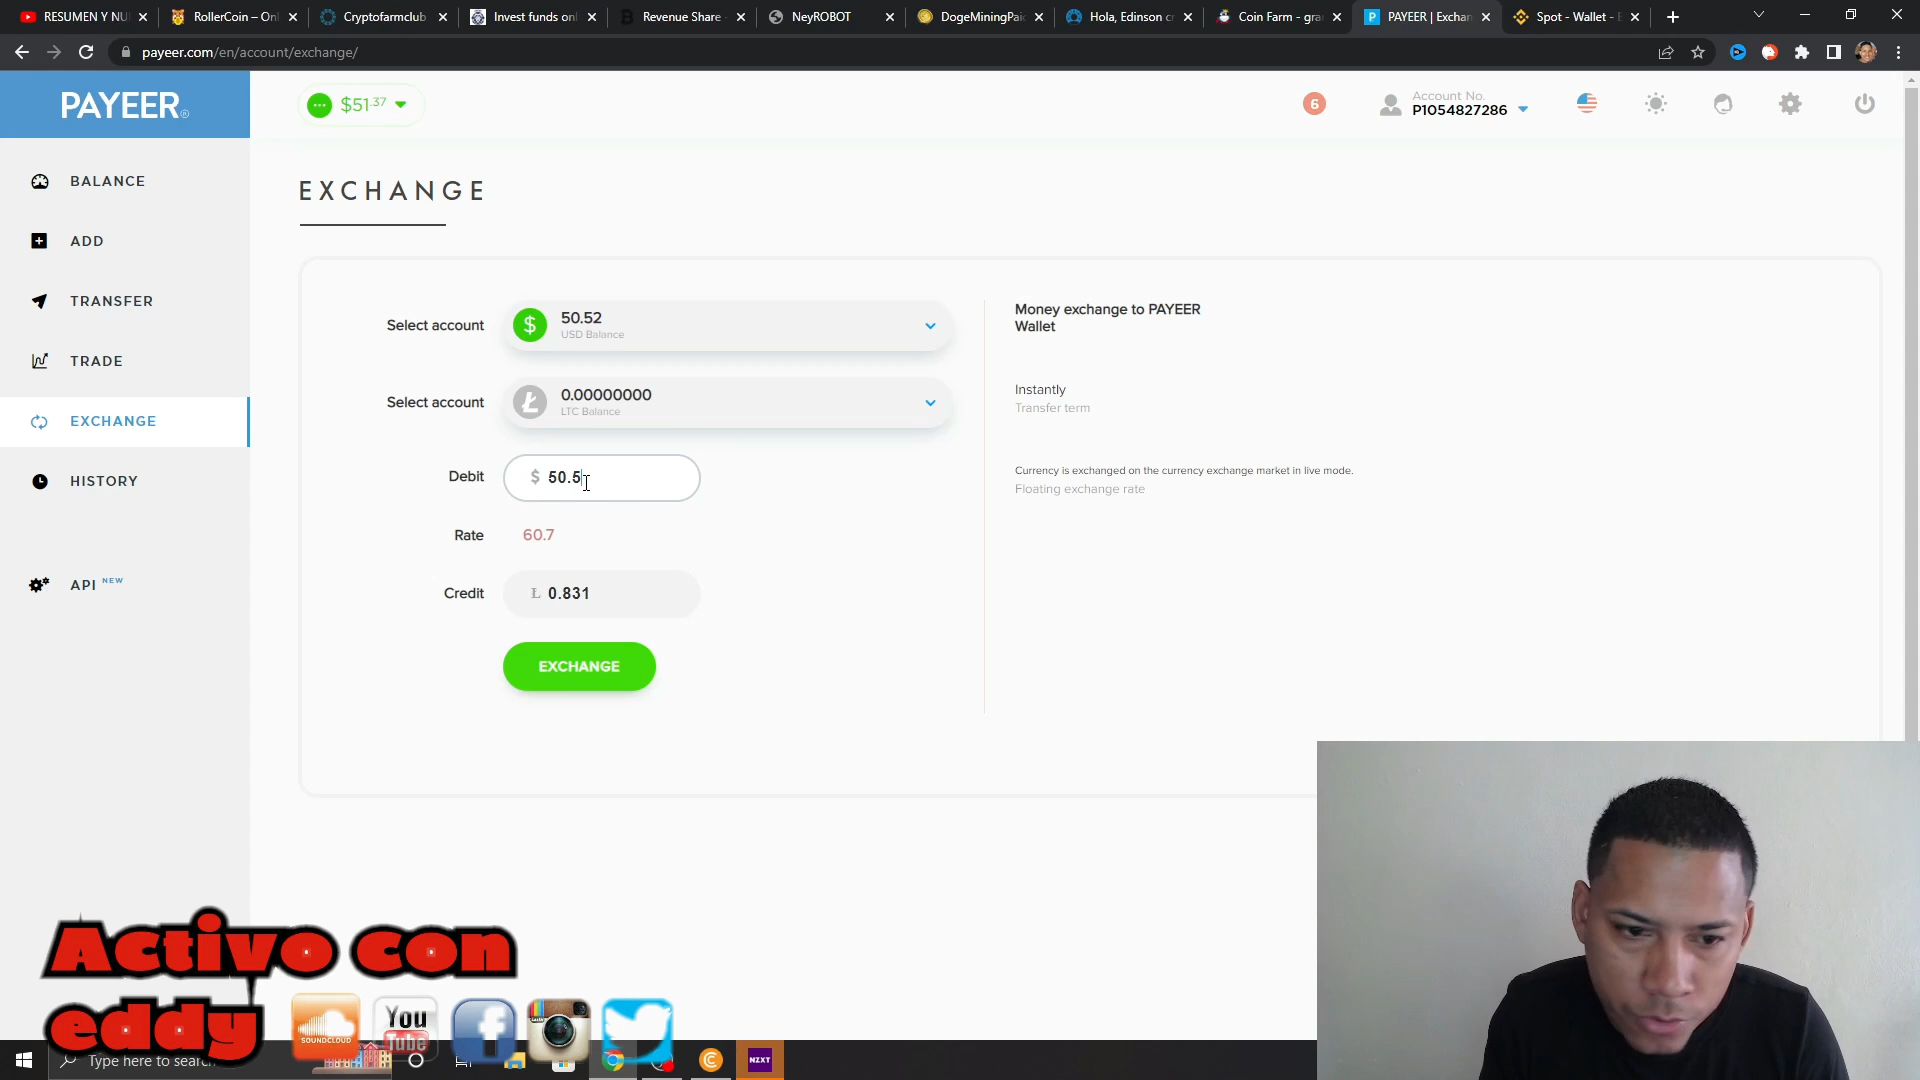 RESUMEN Y NU
RollerCoin – Onl
Cryptofarmclub
Invest funds on
Revenue Share -
NeyROBOT
DogeMiningPaid
Hola, Edinson c
Coin Farm - gra
PAYEER | Exchan
Spot - Wallet -
payeer.com/en/account/exchange/
PAYEER®
$51.37
6
Account No.
P1054827286
BALANCE
ADD
TRANSFER
TRADE
EXCHANGE
HISTORY
API NEW
EXCHANGE
Select account
50.52
USD Balance
Select account
0.00000000
LTC Balance
Debit
$ 50.5
Rate
60.7
Credit
Ł 0.831
EXCHANGE
Money exchange to PAYEER
Wallet
Instantly
Transfer term
Currency is exchanged on the currency exchange market in live mode.
Floating exchange rate
Activo con
eddy
SOUNDCLOUD
You
Tube
Type here to search
NZXT